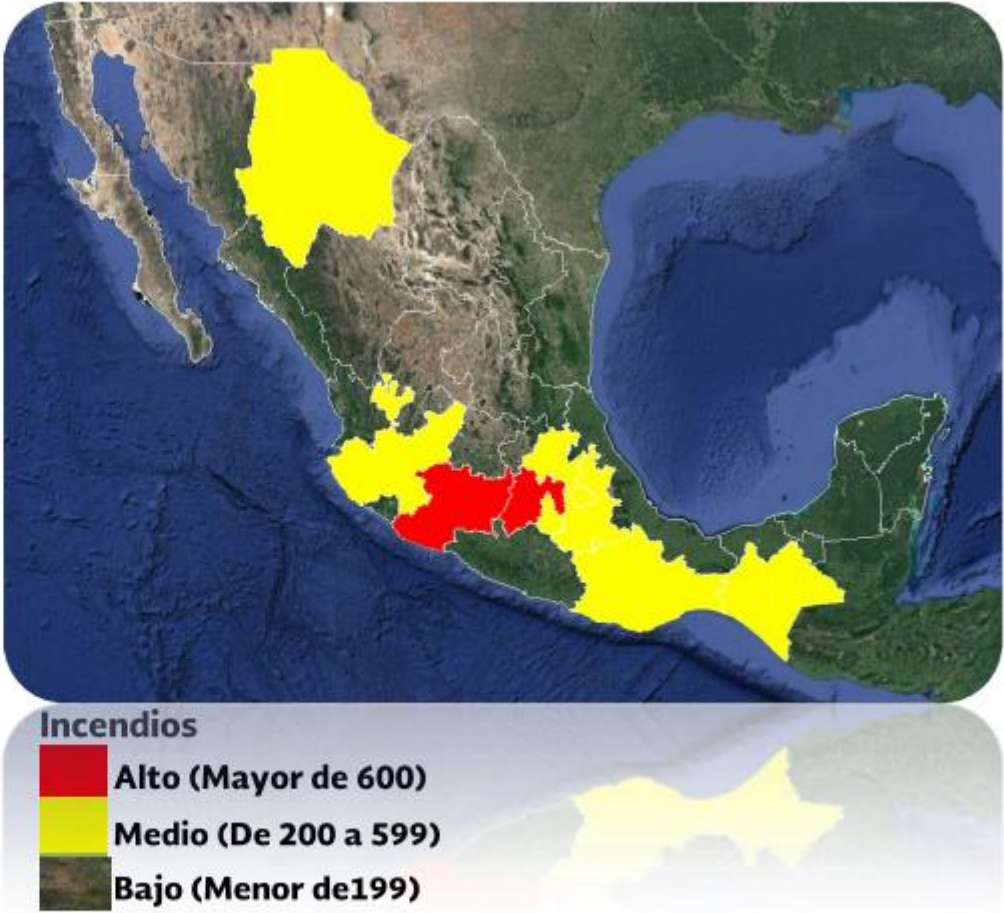 Incendios
Alto (Mayor de 600)
Medio (De 200 a 599)
Bajo (Menor de199)